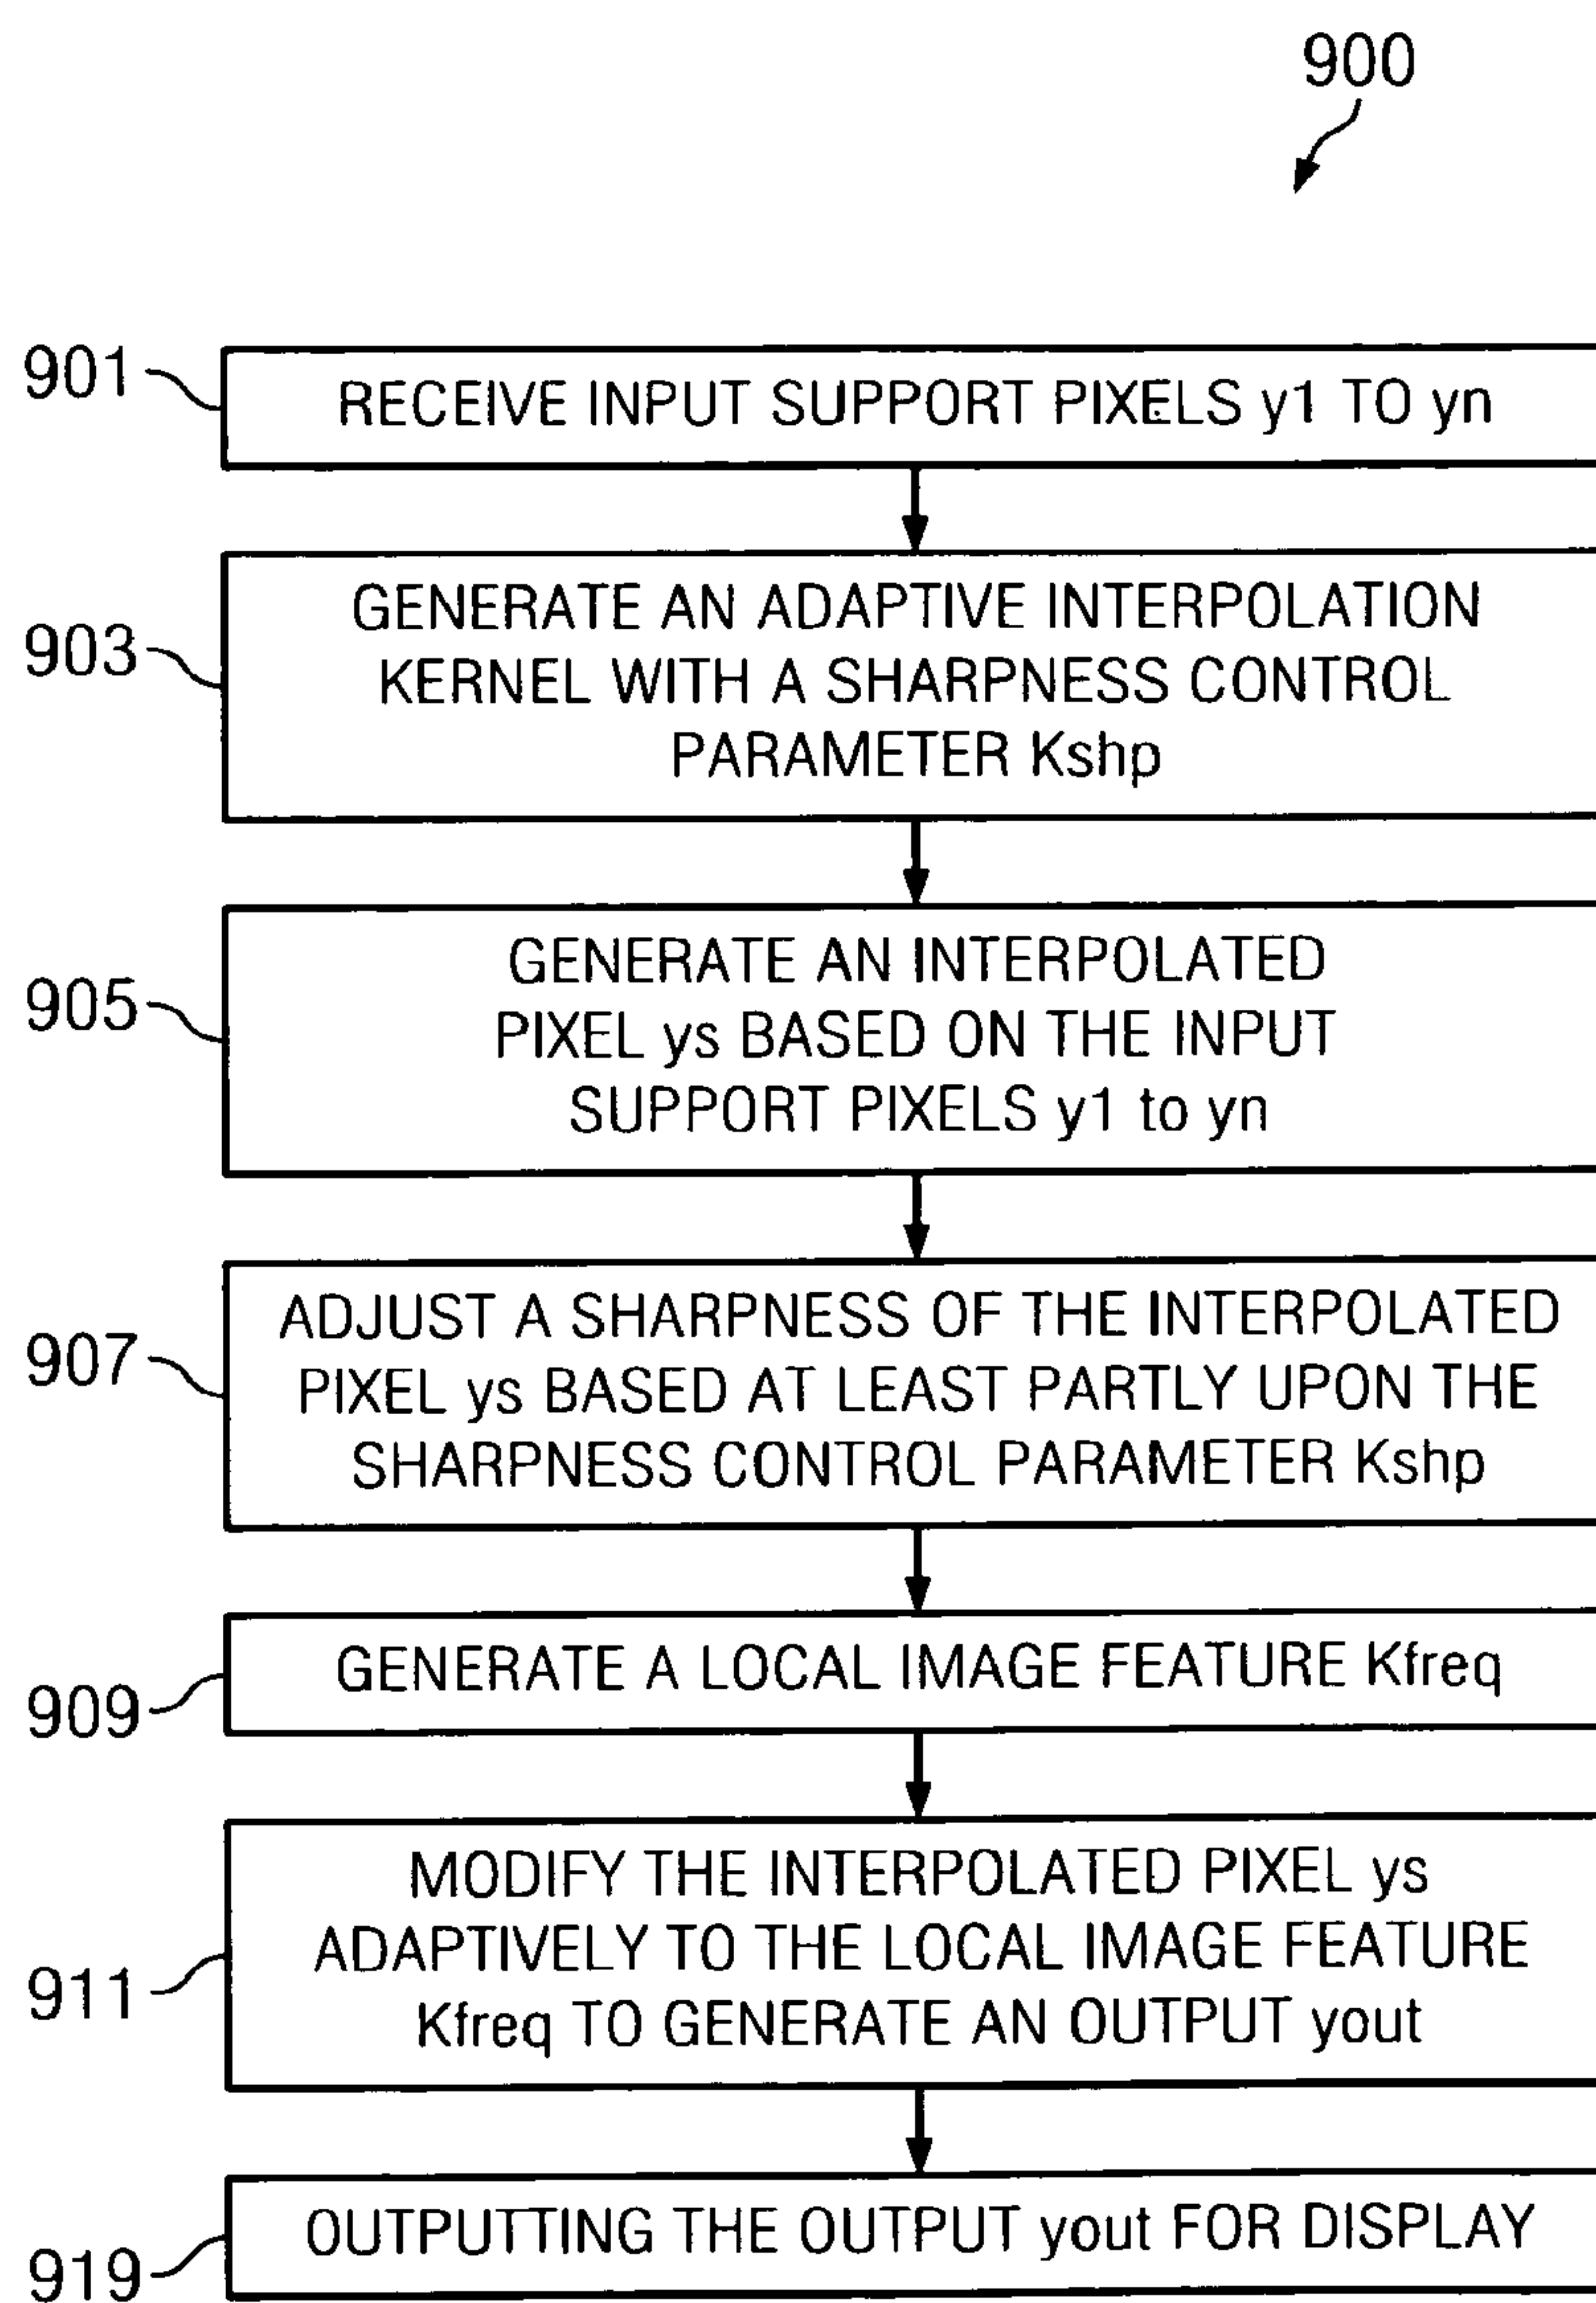 900
901
RECEIVE INPUT SUPPORT PIXELS y1 TO yn
903
GENERATE AN ADAPTIVE INTERPOLATION
KERNEL WITH A SHARPNESS CONTROL
PARAMETER Kshp
905
GENERATE AN INTERPOLATED
PIXEL ys BASED ON THE INPUT
SUPPORT PIXELS y1 to yn
907
ADJUST A SHARPNESS OF THE INTERPOLATED
PIXEL ys BASED AT LEAST PARTLY UPON THE
SHARPNESS CONTROL PARAMETER Kshp
909
GENERATE A LOCAL IMAGE FEATURE Kfreq
911
MODIFY THE INTERPOLATED PIXEL ys
ADAPTIVELY TO THE LOCAL IMAGE FEATURE
Kfreq TO GENERATE AN OUTPUT yout
919
OUTPUTTING THE OUTPUT yout FOR DISPLAY